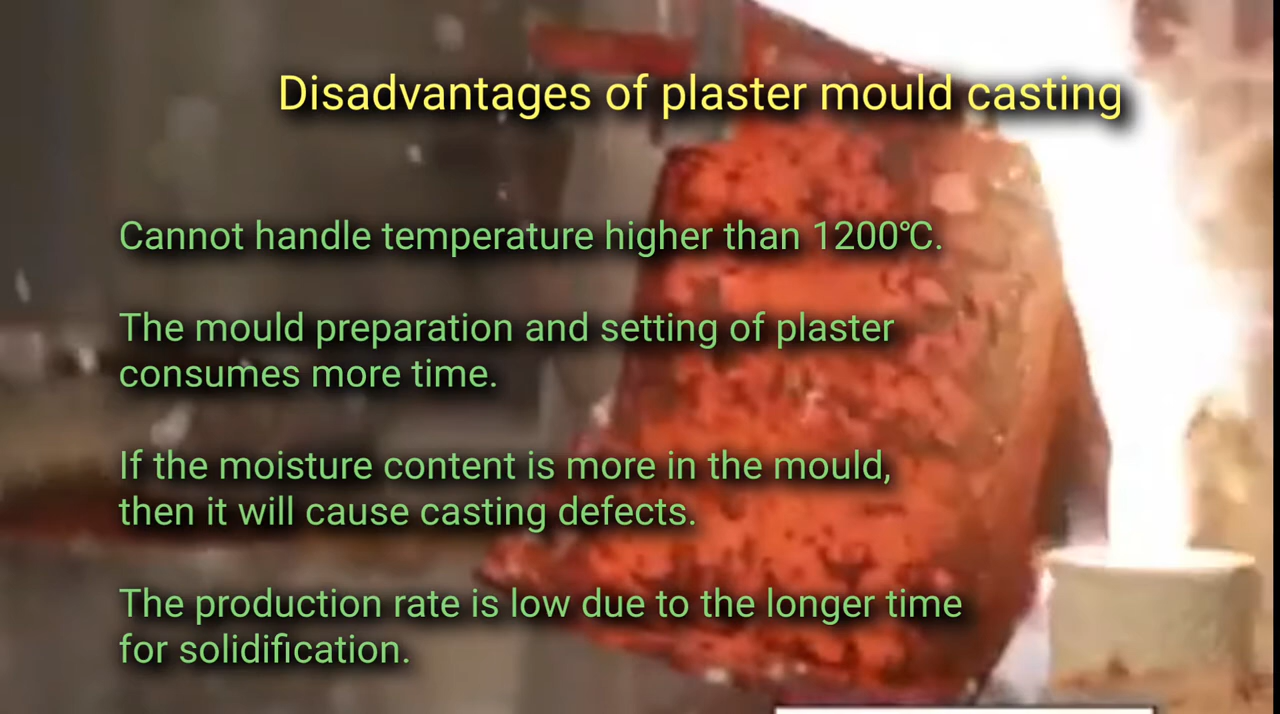 Disadvantages of plaster mould casting
Cannot handle temperature higher than 1200℃.
The mould preparation and setting of plaster
consumes more time.
If the moisture content is more in the mould,
then it will cause casting defects.
The production rate is low due to the longer time
for solidification.